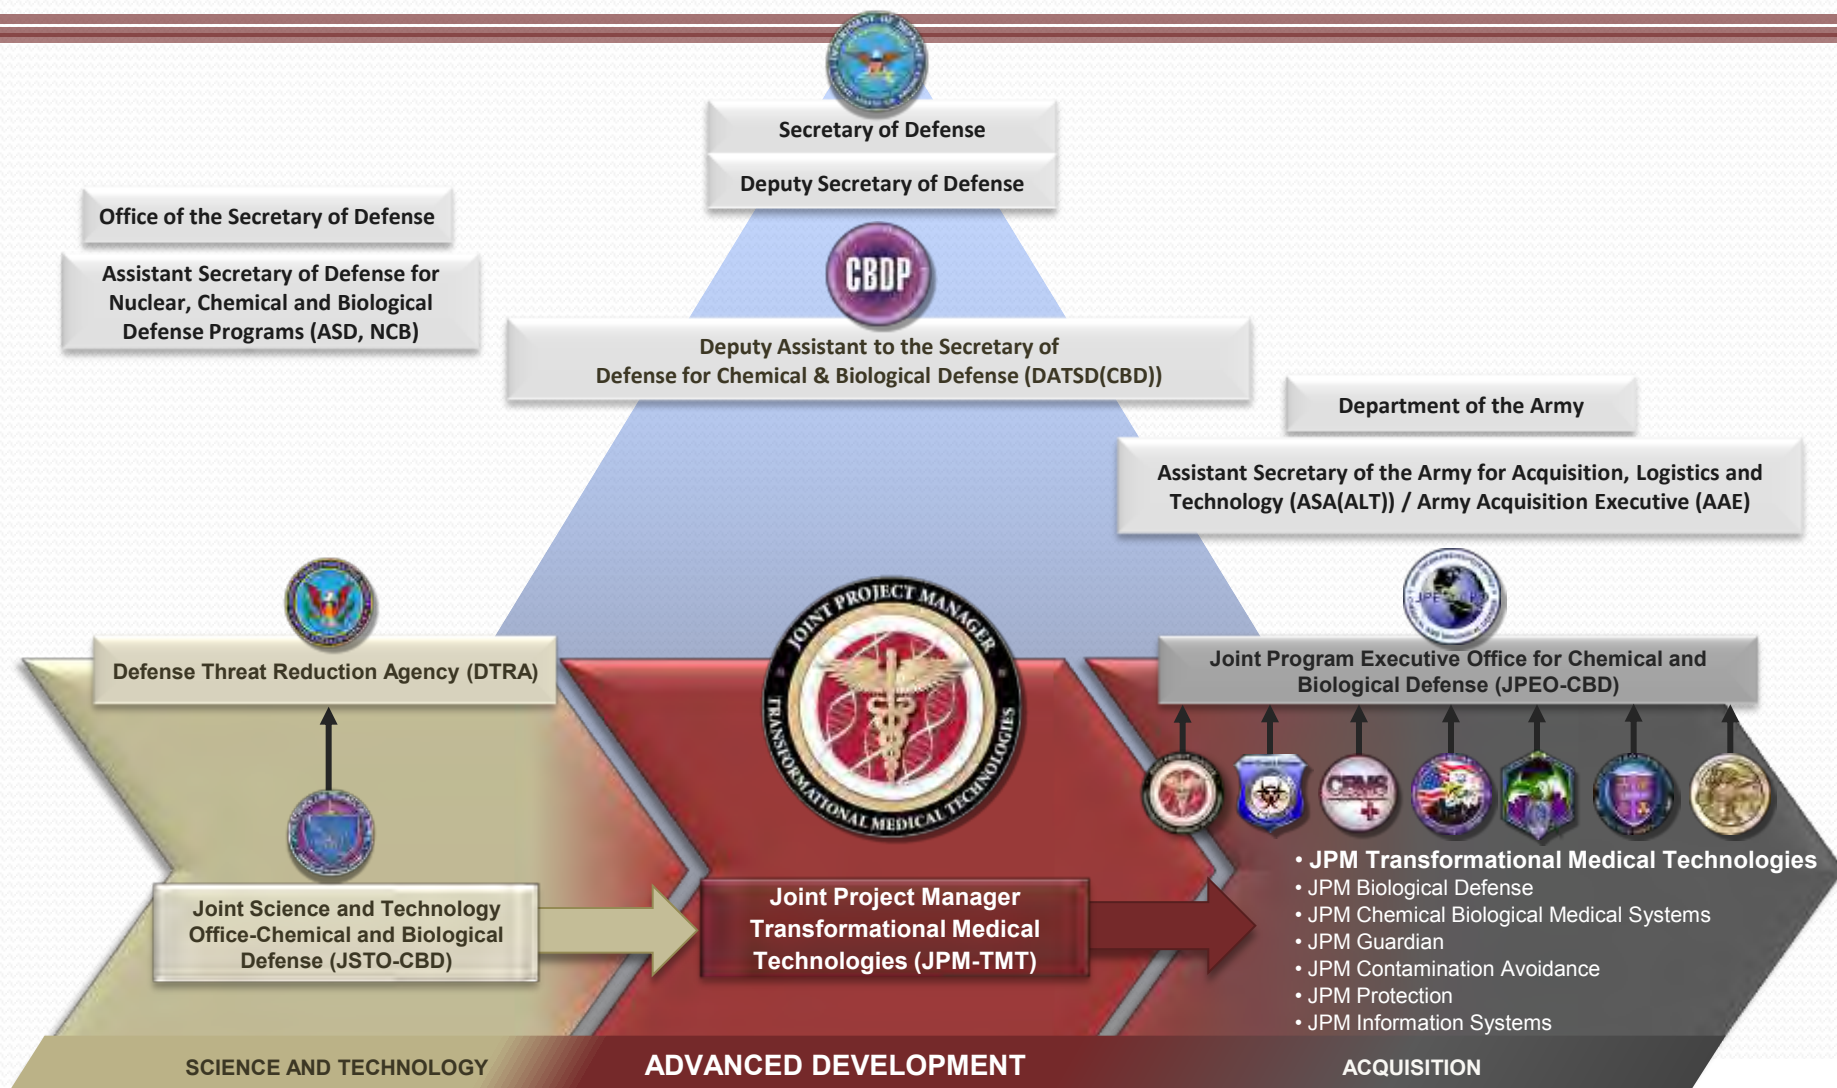 Secretary of Defense
Deputy Secretary of Defense
Office of the Secretary of Defense
Assistant Secretary of Defense for
Nuclear, Chemical and Biological
Defense Programs (ASD, NCB)
CBDP
Deputy Assistant to the Secretary of
Defense for Chemical & Biological Defense (DATSD(CBD))
Department of the Army
Assistant Secretary of the Army for Acquisition, Logistics and
Technology (ASA(ALT)) / Army Acquisition Executive (AAE)
Defense Threat Reduction Agency (DTRA)
JOINT PROJECT MANAGER
TRANSFORMATIONAL MEDICAL TECHNOLOGIES
Joint Program Executive Office for Chemical and
Biological Defense (JPEO-CBD)
Joint Science and Technology
Office-Chemical and Biological
Defense (JSTO-CBD)
Joint Project Manager
Transformational Medical
Technologies (JPM-TMT)
CBMS
• JPM Transformational Medical Technologies
• JPM Biological Defense
• JPM Chemical Biological Medical Systems
• JPM Guardian
• JPM Contamination Avoidance
• JPM Protection
• JPM Information Systems
SCIENCE AND TECHNOLOGY
ADVANCED DEVELOPMENT
ACQUISITION